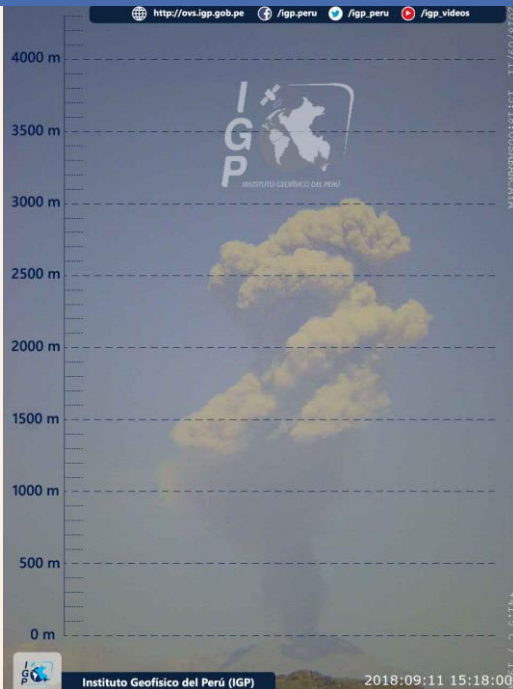 http://ovs.igp.gob.pe /igp.peru /igp_peru /igp_videos
4000 m
3500 m
IGP
INSTITUTO GEOFÍSICO DEL PERÚ
3000 m
2500 m
2000 m
1500 m
1000 m
500 m
0 m
IGP
Instituto Geofísico del Perú (IGP)
2018:09:11 15:18:00